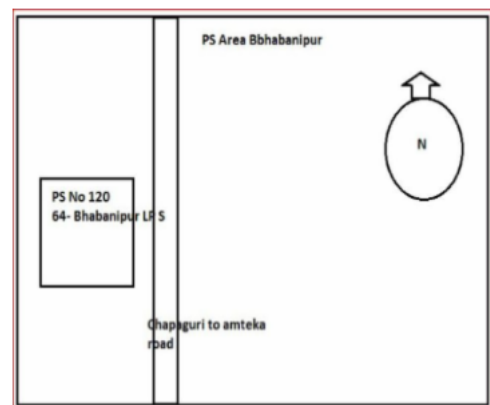 PS Area Bbhabanipur
N
PS No 120
64- Bhabanipur LP S
Chapaguri to amteka
road